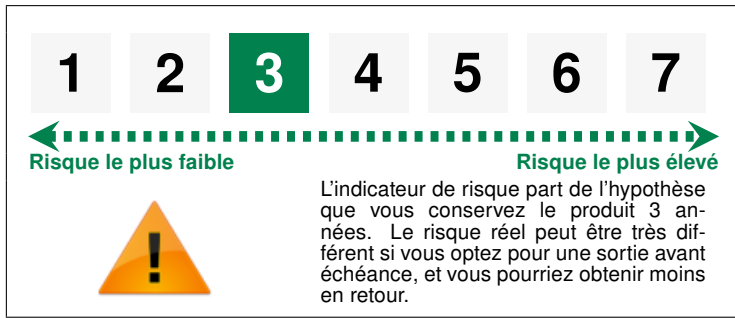 1 2 3 4 5 6 7
Risque le plus faible Risque le plus élevé
L'indicateur de risque part de l'hypothèse
que vous conservez le produit 3 an-
nées. Le risque réel peut être très dif-
férent si vous optez pour une sortie avant
échéance, et vous pourriez obtenir moins
en retour.